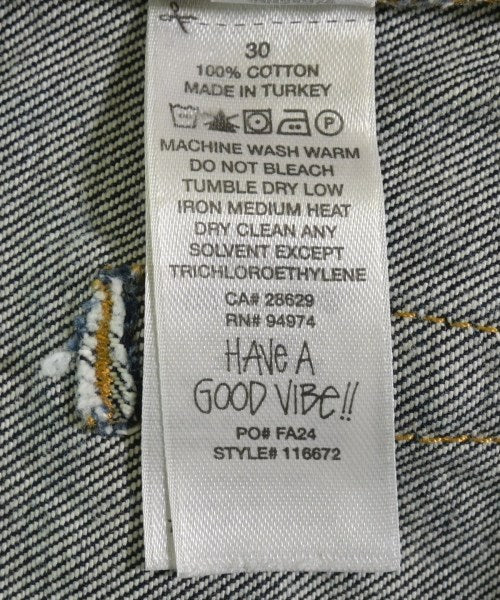 30
100% COTTON
MADE IN TURKEY
P
MACHINE WASH WARM
DO NOT BLEACH
TUMBLE DRY LOW
IRON MEDIUM HEAT
DRY CLEAN ANY
SOLVENT EXCEPT
TRICHLOROETHYLENE
CA# 28629
RN# 94974
HAVE A
GOOD VIBE!!
PO# FA24
STYLE# 116672